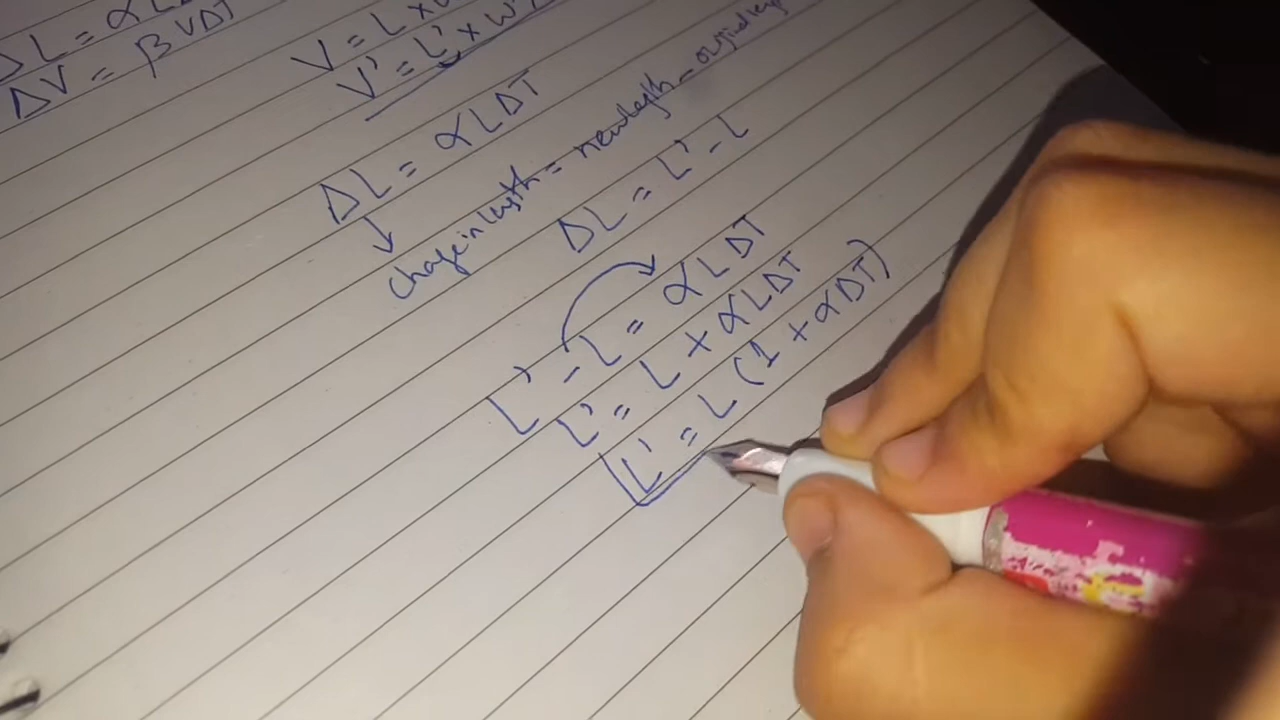 ΔL = αL
ΔV = βVΔT
V = L × W
V' = L' × W'
ΔL = αLΔT
change in length = new length - original length
ΔL = L' - L
L' - L = αLΔT
L' = L + αLΔT
L' = L (1 + αΔT)